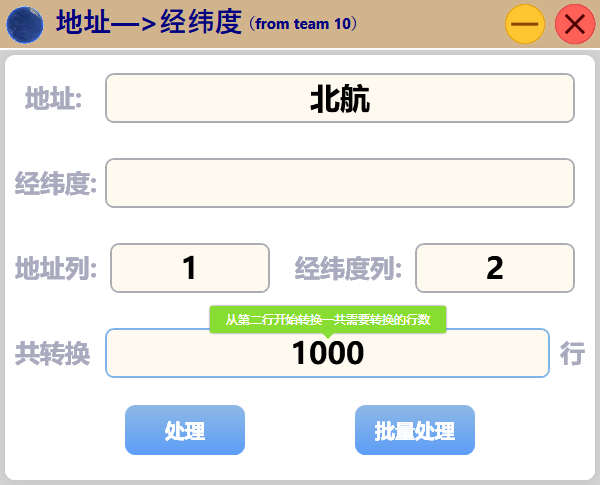 地址—>经纬度（from team 10）
地址: 北航
经纬度:
地址列: 1 经纬度列: 2
从第二行开始转换一共需要转换的行数
共转换 1000 行
处理 批量处理